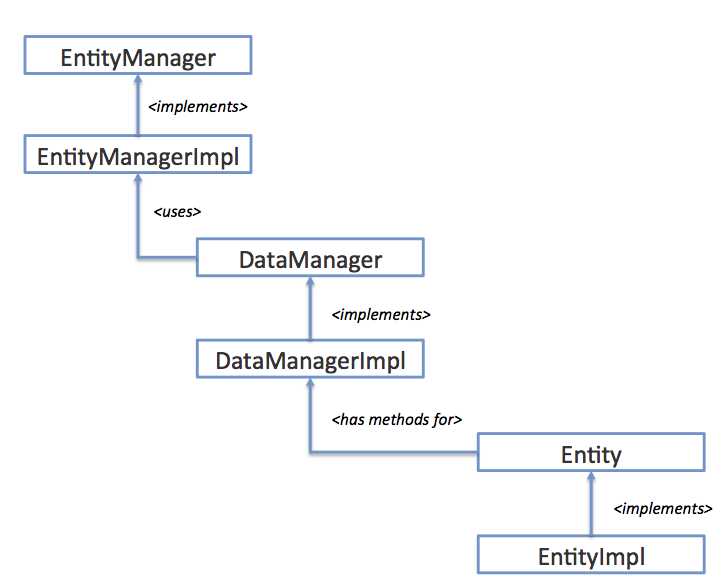 EntityManager
<implements>
EntityManagerImpl
<uses>
DataManager
<implements>
DataManagerImpl
<has methods for>
Entity
<implements>
EntityImpl